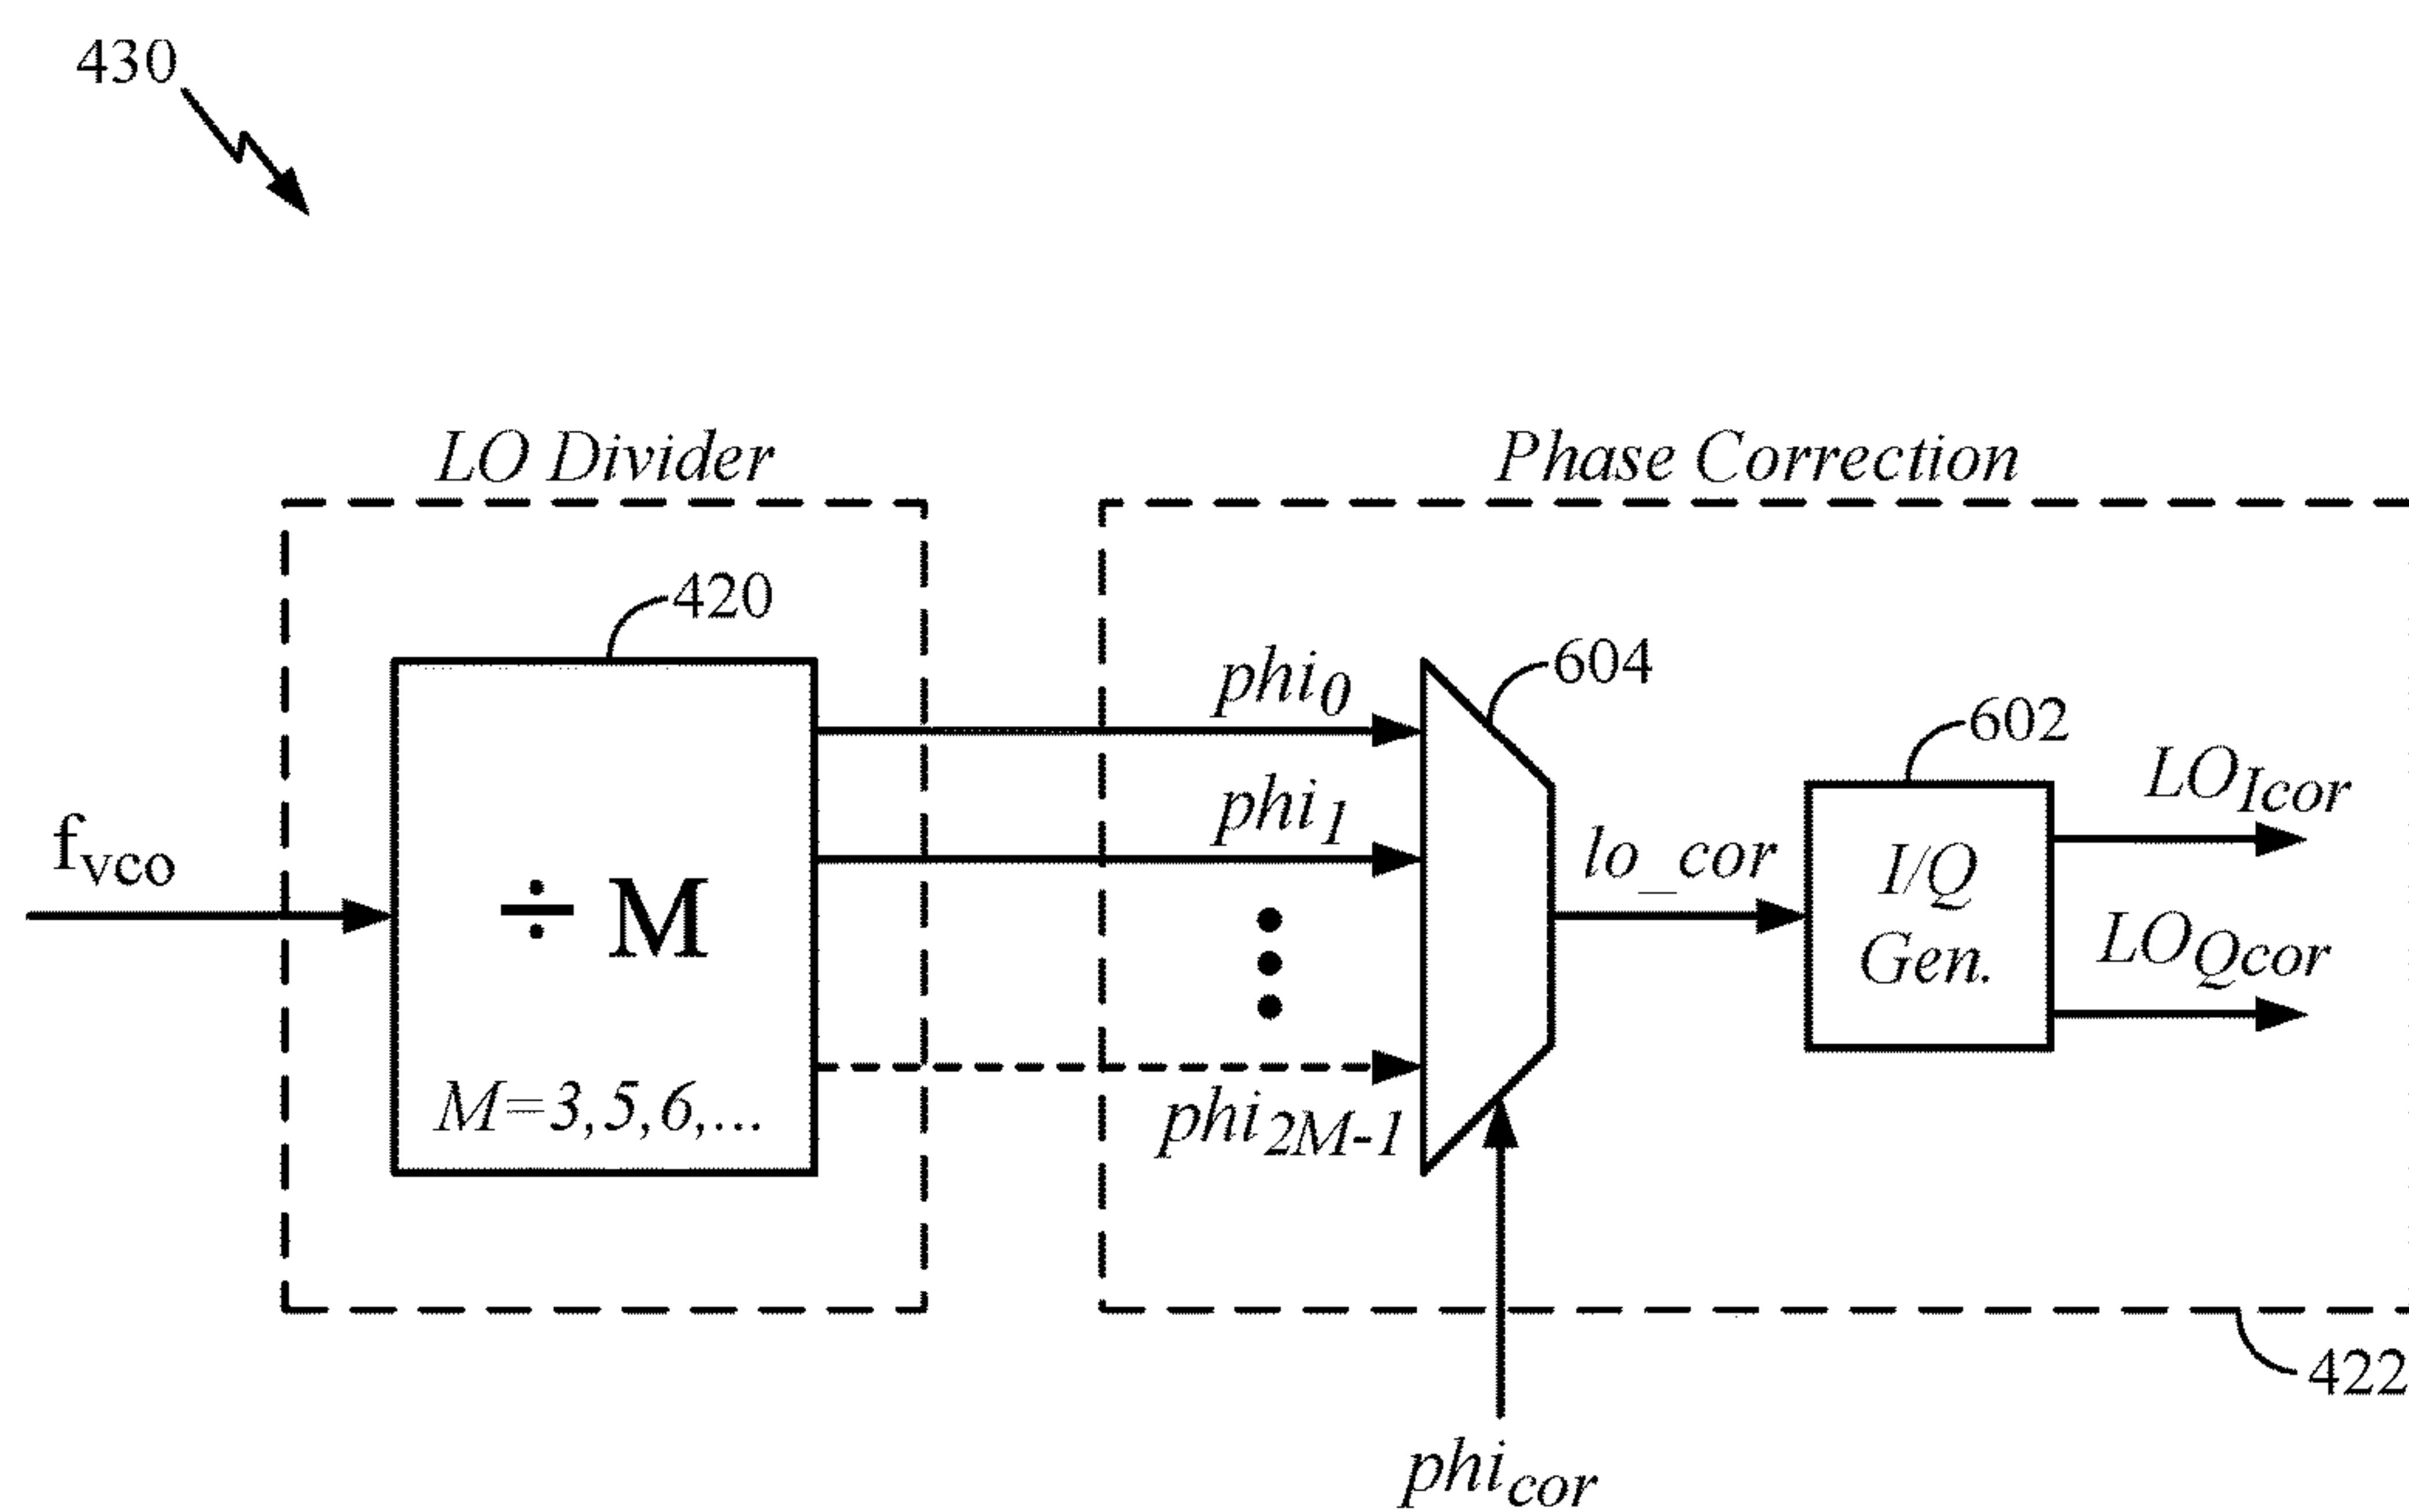 430
LO Divider
Phase Correction
420
604
phi0
602
LOIcor
phi1
fvco
lo_cor
I/Q
Gen.
÷ M
LOQcor
M=3,5,6,...
phi2M-1
422
phicor